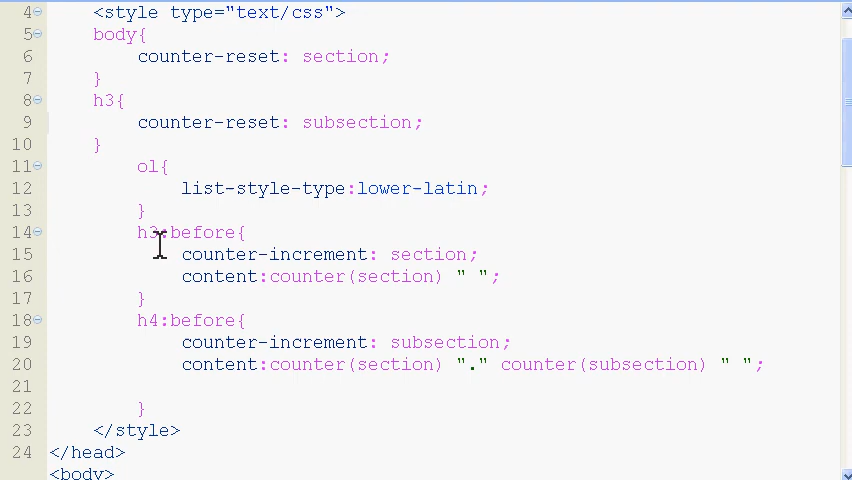 4 <style type="text/css">
5 body{
6 counter-reset: section;
7 }
8 h3{
9 counter-reset: subsection;
10 }
11 ol{
12 list-style-type:lower-latin;
13 }
14 h3:before{
15 counter-increment: section;
16 content:counter(section) " ";
17 }
18 h4:before{
19 counter-increment: subsection;
20 content:counter(section) "." counter(subsection) " ";
21
22 }
23 </style>
24 </head>
<body>